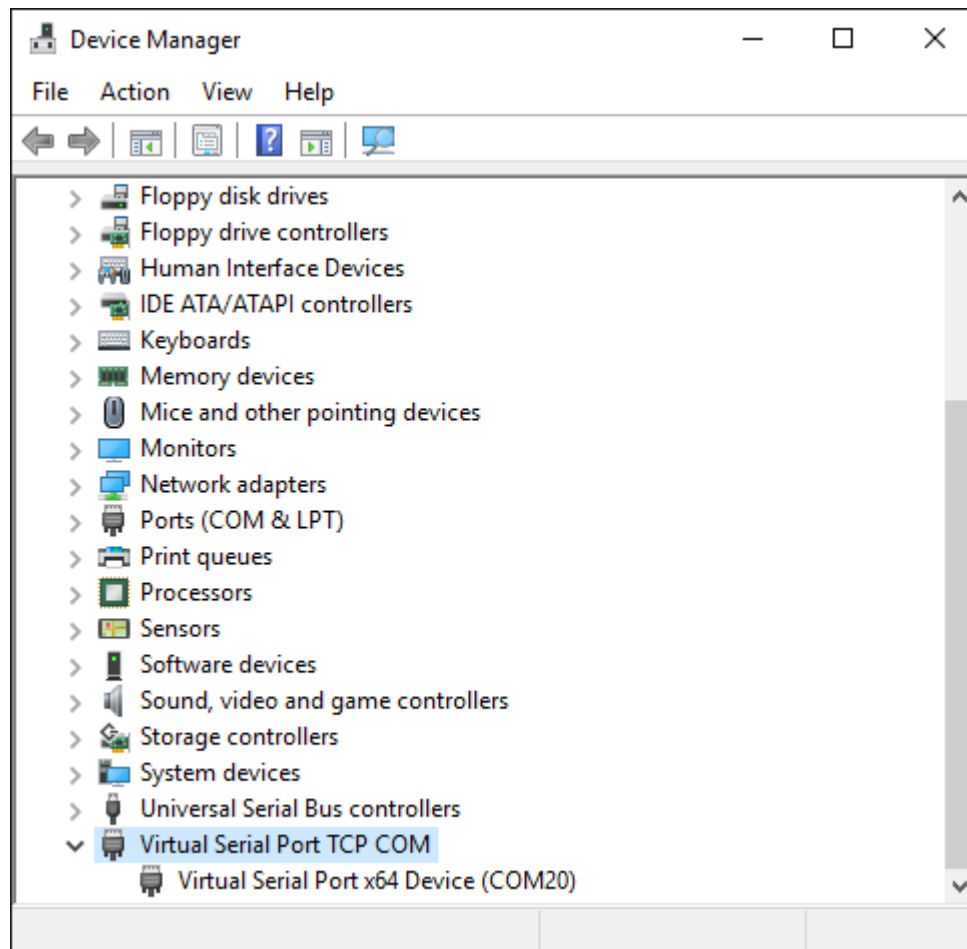 Device Manager
File Action View Help
Floppy disk drives
Floppy drive controllers
Human Interface Devices
IDE ATA/ATAPI controllers
Keyboards
Memory devices
Mice and other pointing devices
Monitors
Network adapters
Ports (COM & LPT)
Print queues
Processors
Sensors
Software devices
Sound, video and game controllers
Storage controllers
System devices
Universal Serial Bus controllers
Virtual Serial Port TCP COM
Virtual Serial Port x64 Device (COM20)